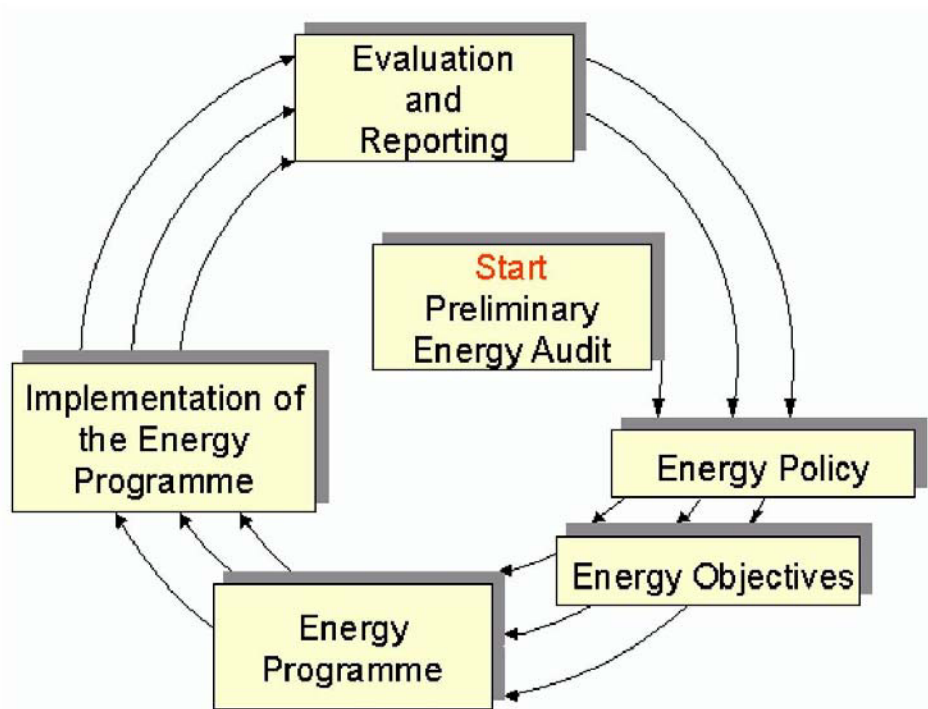 Evaluation
and
Reporting
Start
Preliminary
Energy Audit
Energy Policy
Energy Objectives
Energy
Programme
Implementation of
the Energy
Programme